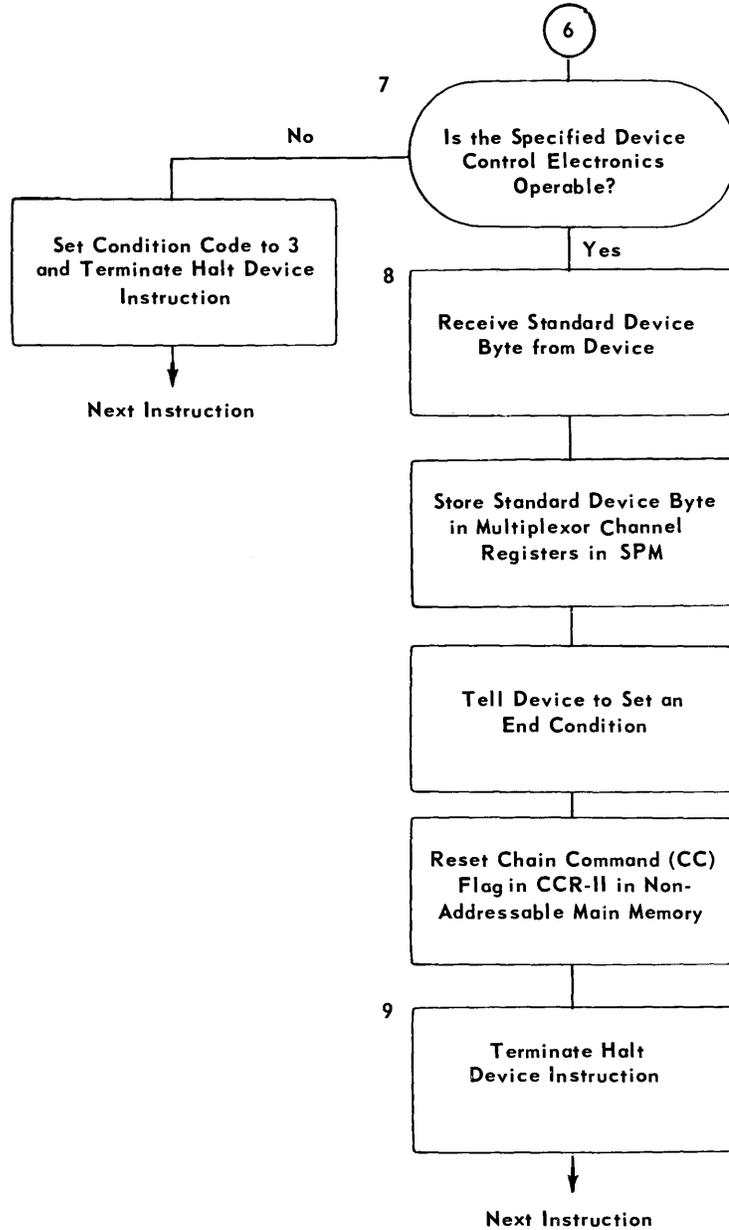 6
7
Is the Specified Device
Control Electronics
Operable?
No
Set Condition Code to 3
and Terminate Halt Device
Instruction
Next Instruction
Yes
8
Receive Standard Device
Byte from Device
Store Standard Device Byte
in Multiplexor Channel
Registers in SPM
Tell Device to Set an
End Condition
Reset Chain Command (CC)
Flag in CCR-II in Non-
Addressable Main Memory
9
Terminate Halt
Device Instruction
Next Instruction